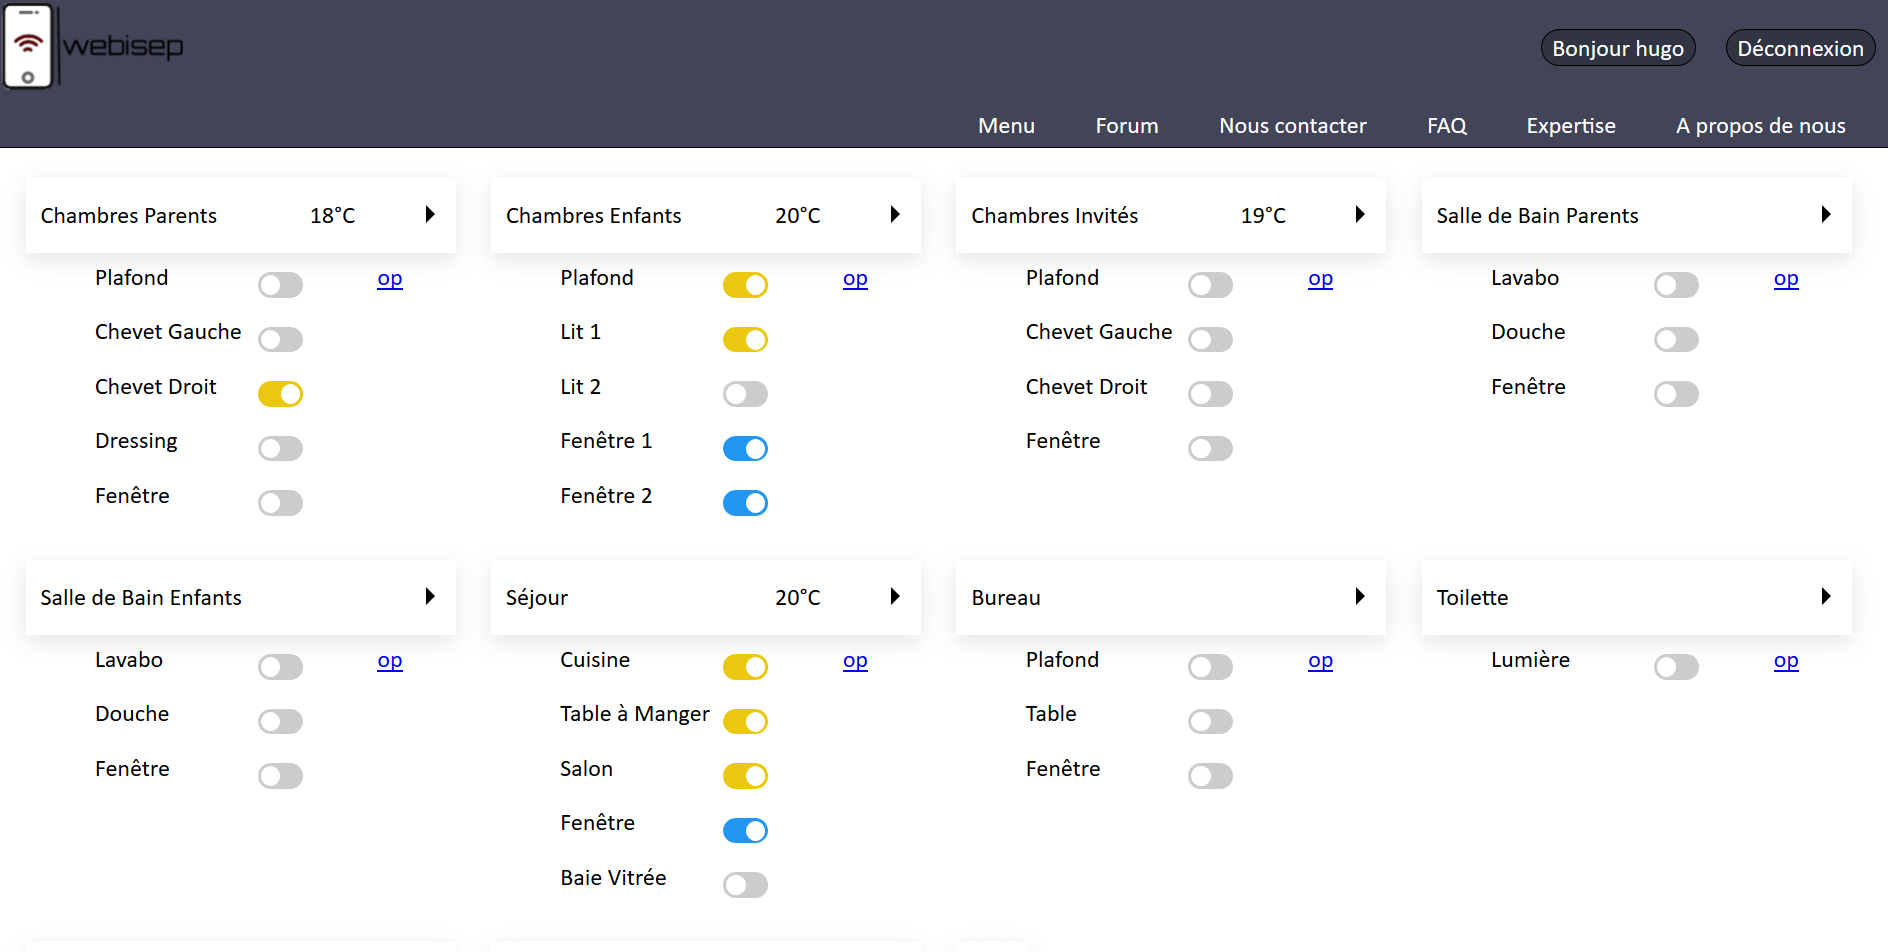 webisep
Bonjour hugo
Déconnexion
Menu Forum Nous contacter FAQ Expertise A propos de nous
Chambres Parents 18°C
Plafond op
Chevet Gauche
Chevet Droit
Dressing
Fenêtre
Chambres Enfants 20°C
Plafond op
Lit 1
Lit 2
Fenêtre 1
Fenêtre 2
Chambres Invités 19°C
Plafond op
Chevet Gauche
Chevet Droit
Fenêtre
Salle de Bain Parents
Lavabo op
Douche
Fenêtre
Salle de Bain Enfants
Lavabo op
Douche
Fenêtre
Séjour 20°C
Cuisine op
Table à Manger
Salon
Fenêtre
Baie Vitrée
Bureau
Plafond op
Table
Fenêtre
Toilette
Lumière op